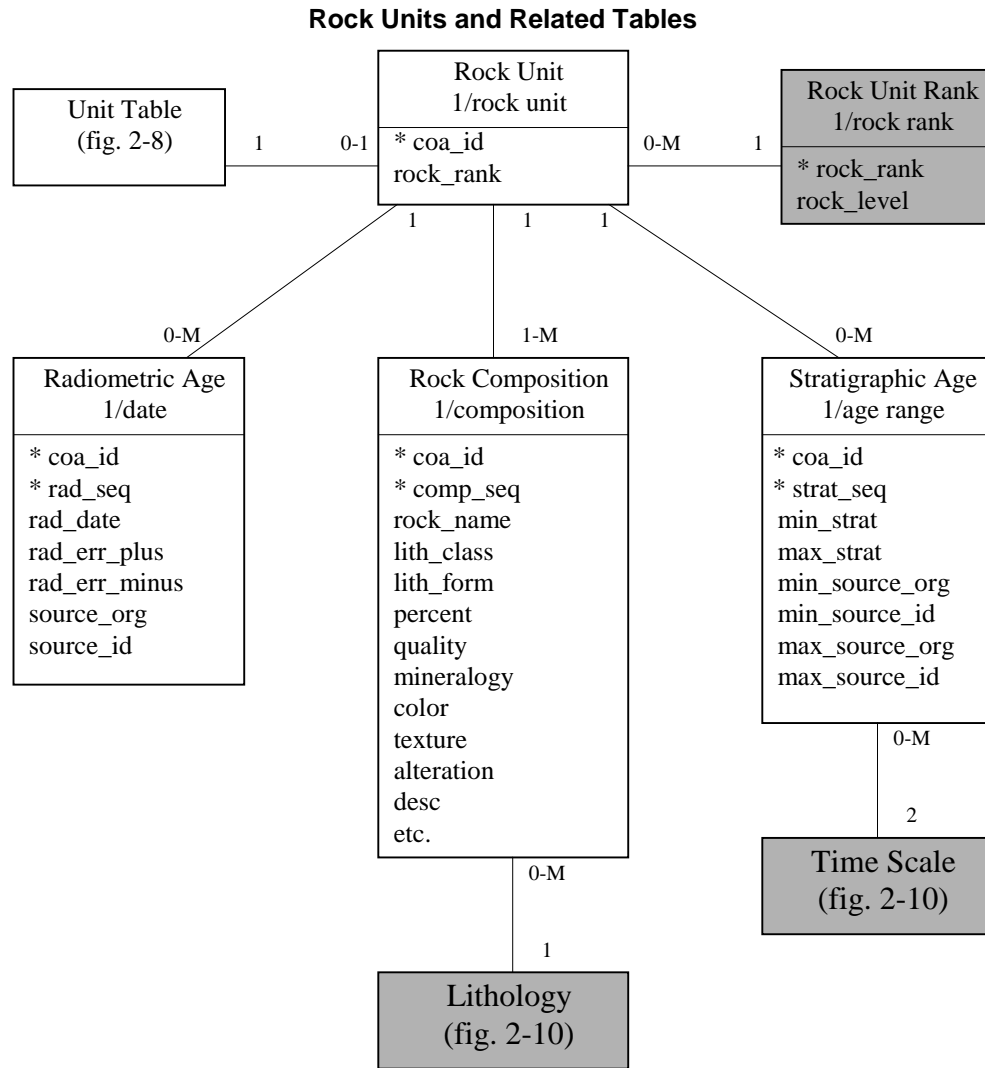 Rock Units and Related Tables
Unit Table
(fig. 2-8)
1
0-1
Rock Unit
1/rock unit
* coa_id
rock_rank
0-M
1
Rock Unit Rank
1/rock rank
* rock_rank
rock_level
1
1
1
0-M
1-M
0-M
Radiometric Age
1/date
* coa_id
* rad_seq
rad_date
rad_err_plus
rad_err_minus
source_org
source_id
Rock Composition
1/composition
* coa_id
* comp_seq
rock_name
lith_class
lith_form
percent
quality
mineralogy
color
texture
alteration
desc
etc.
Stratigraphic Age
1/age range
* coa_id
* strat_seq
min_strat
max_strat
min_source_org
min_source_id
max_source_org
max_source_id
0-M
2
Time Scale
(fig. 2-10)
0-M
1
Lithology
(fig. 2-10)